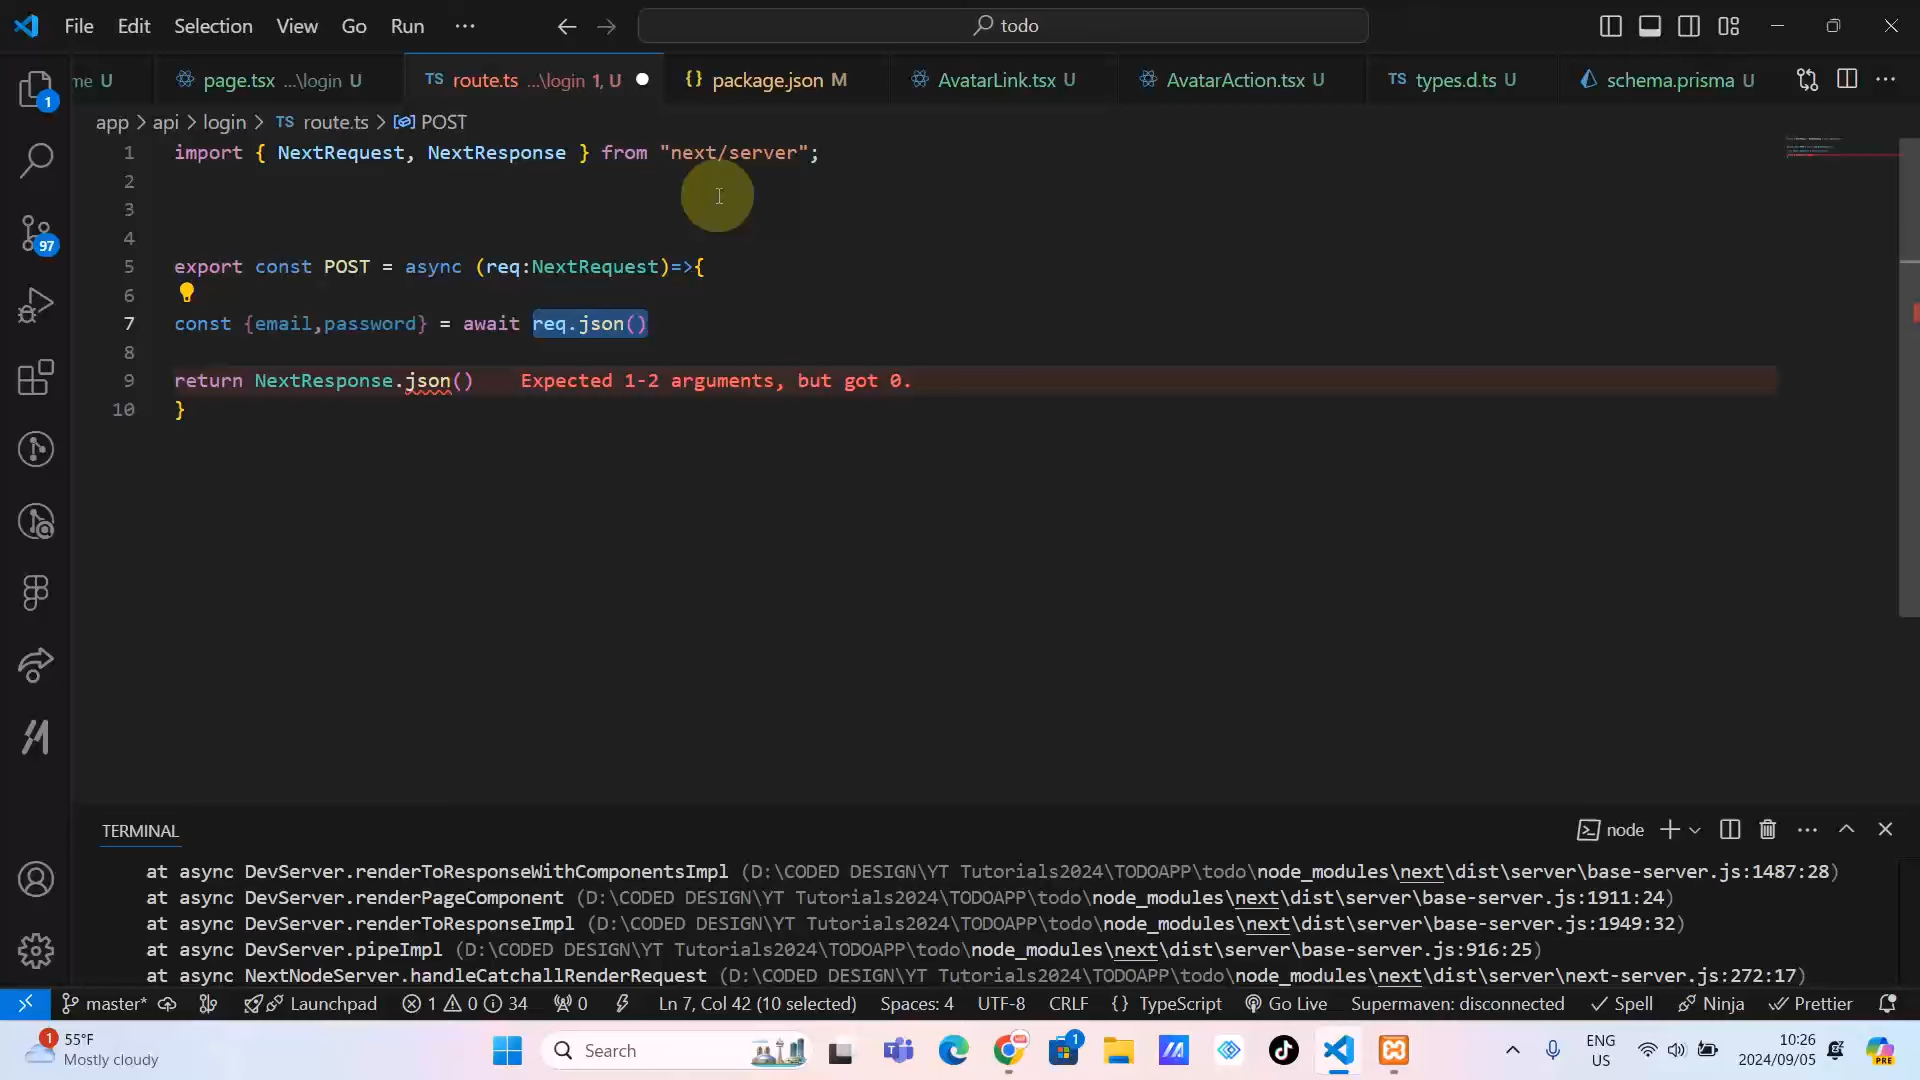 File Edit Selection View Go Run ··· todo
me U page.tsx ...\login U TS route.ts ...\login 1, U {} package.json M AvatarLink.tsx U AvatarAction.tsx U TS types.d.ts U schema.prisma U ···
app > api > login > TS route.ts > POST
1 import { NextRequest, NextResponse } from "next/server";
2
3
4
5 export const POST = async (req:NextRequest)=>{
6
7 const {email,password} = await req.json()
8
9 return NextResponse.json() Expected 1-2 arguments, but got 0.
10 }
1
97
TERMINAL node
at async DevServer.renderToResponseWithComponentsImpl (D:\CODED DESIGN\YT Tutorials2024\TODOAPP\todo\node_modules\next\dist\server\base-server.js:1487:28)
at async DevServer.renderPageComponent (D:\CODED DESIGN\YT Tutorials2024\TODOAPP\todo\node_modules\next\dist\server\base-server.js:1911:24)
at async DevServer.renderToResponseImpl (D:\CODED DESIGN\YT Tutorials2024\TODOAPP\todo\node_modules\next\dist\server\base-server.js:1949:32)
at async DevServer.pipeImpl (D:\CODED DESIGN\YT Tutorials2024\TODOAPP\todo\node_modules\next\dist\server\base-server.js:916:25)
at async NextNodeServer.handleCatchallRenderRequest (D:\CODED DESIGN\YT Tutorials2024\TODOAPP\todo\node_modules\next\dist\server\next-server.js:272:17)
master* Launchpad 1 0 34 0 Ln 7, Col 42 (10 selected) Spaces: 4 UTF-8 CRLF {} TypeScript Go Live Supermaven: disconnected Spell Ninja Prettier
1 55°F
Mostly cloudy
Search
1
ENG
US
10:26
2024/09/05
PRE